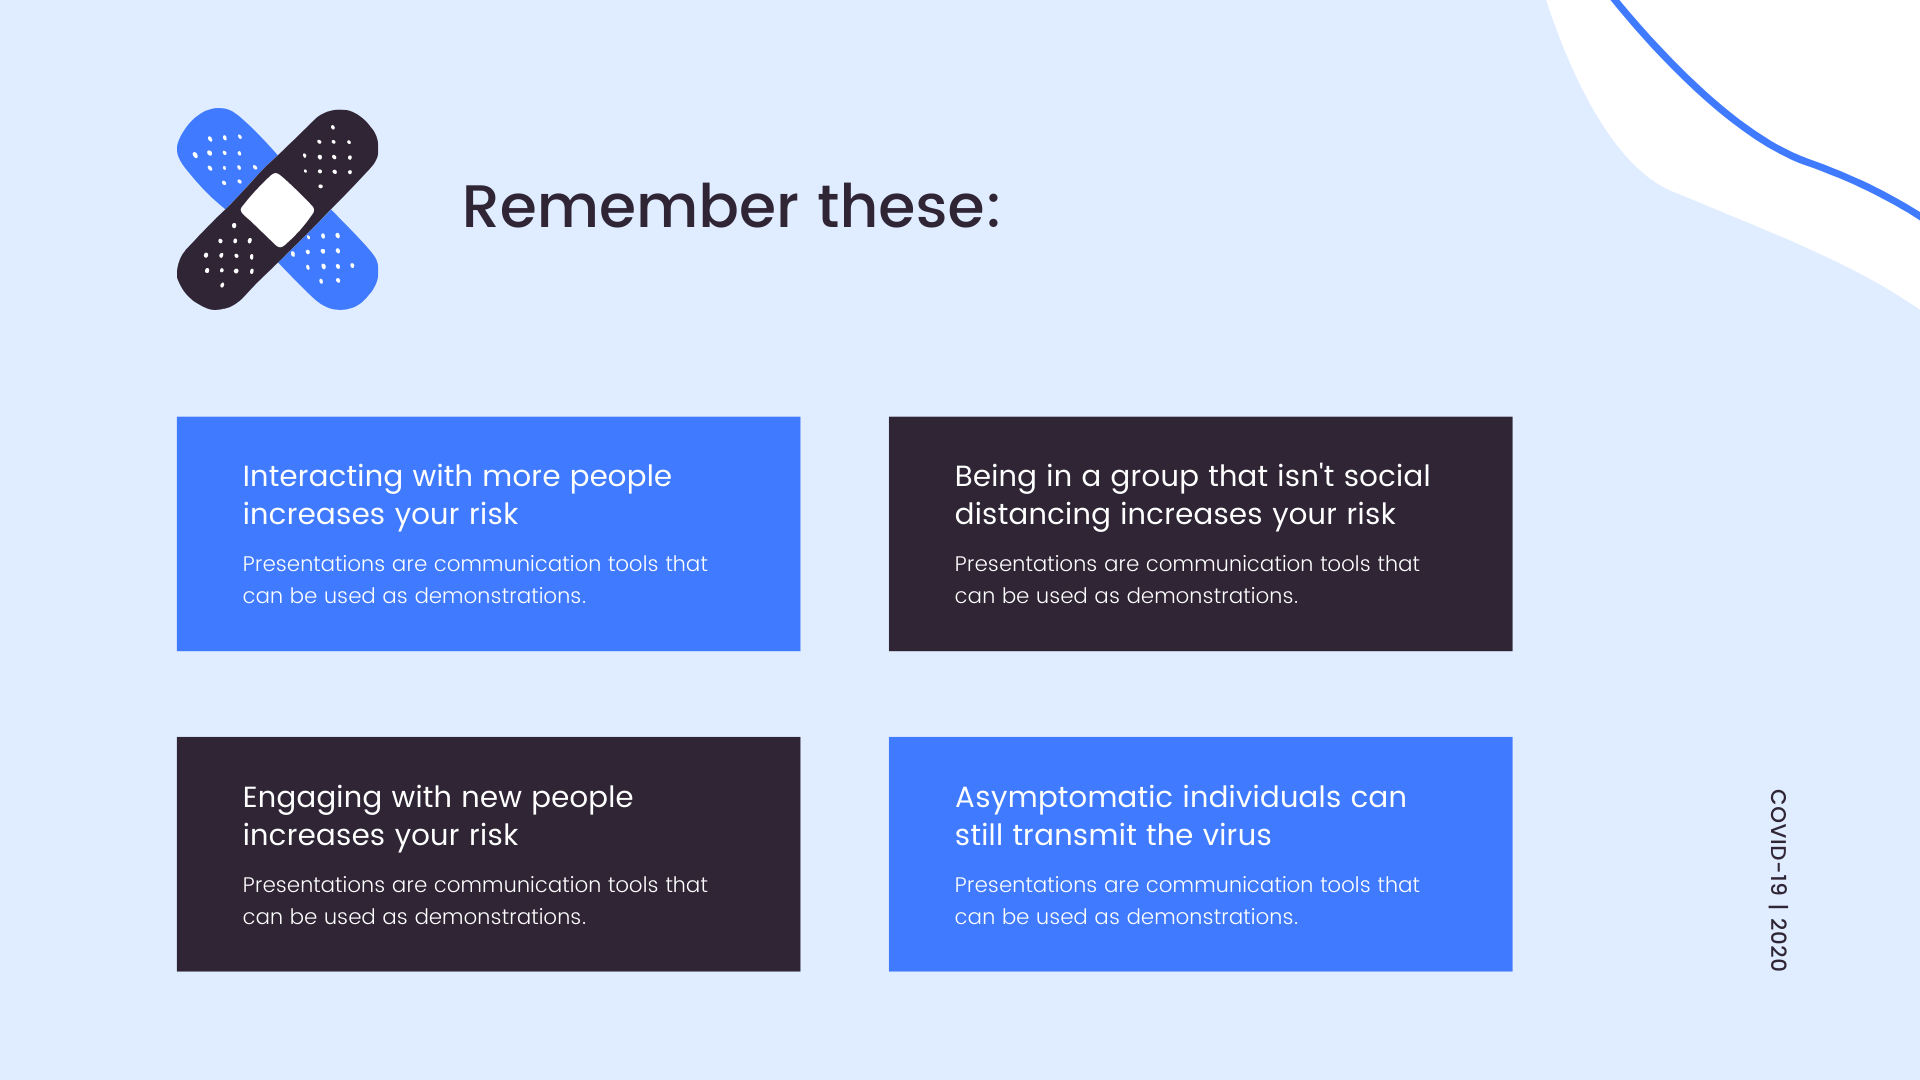 Remember these:
Interacting with more people
increases your risk
Presentations are communication tools that
can be used as demonstrations.
Being in a group that isn't social
distancing increases your risk
Presentations are communication tools that
can be used as demonstrations.
Engaging with new people
increases your risk
Presentations are communication tools that
can be used as demonstrations.
Asymptomatic individuals can
still transmit the virus
Presentations are communication tools that
can be used as demonstrations.
COVID-19 | 2020